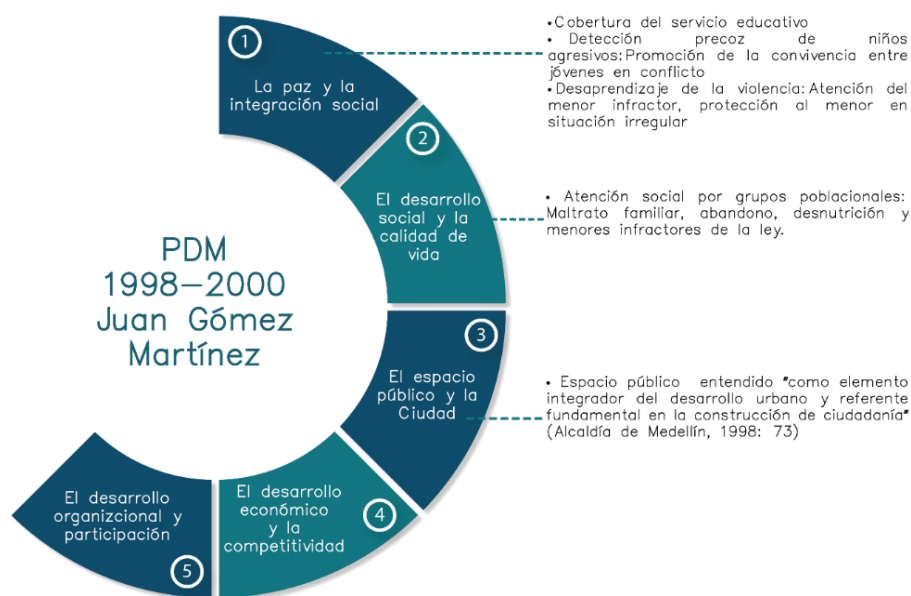 PDM
1998–2000
Juan Gómez
Martínez
1
La paz y la
integración social
•Cobertura del servicio educativo
• Detección precoz de niños
agresivos:Promoción de la convivencia entre
jóvenes en conflicto
•Desaprendizaje de la violencia:Atención del
menor infractor, protección al menor en
situación irregular
2
El desarrollo
social y la
calidad de
vida
• Atención social por grupos poblacionales:
Maltrato familiar, abandono, desnutrición y
menores infractores de la ley.
3
El espacio
público y la
Ciudad
• Espacio público entendido "como elemento
integrador del desarrollo urbano y referente
fundamental en la construcción de ciudadanía"
(Alcaldía de Medellín, 1998: 73)
4
El desarrollo
económico
y la
competitividad
El desarrollo
organizcional y
participación
5